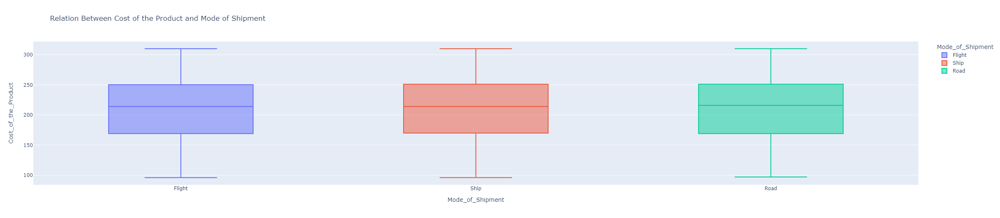 Relation Between Cost of the Product and Mode of Shipment
Cost_of_the_Product
300
250
200
150
100
Flight
Ship
Road
Mode_of_Shipment
Mode_of_Shipment
Flight
Ship
Road